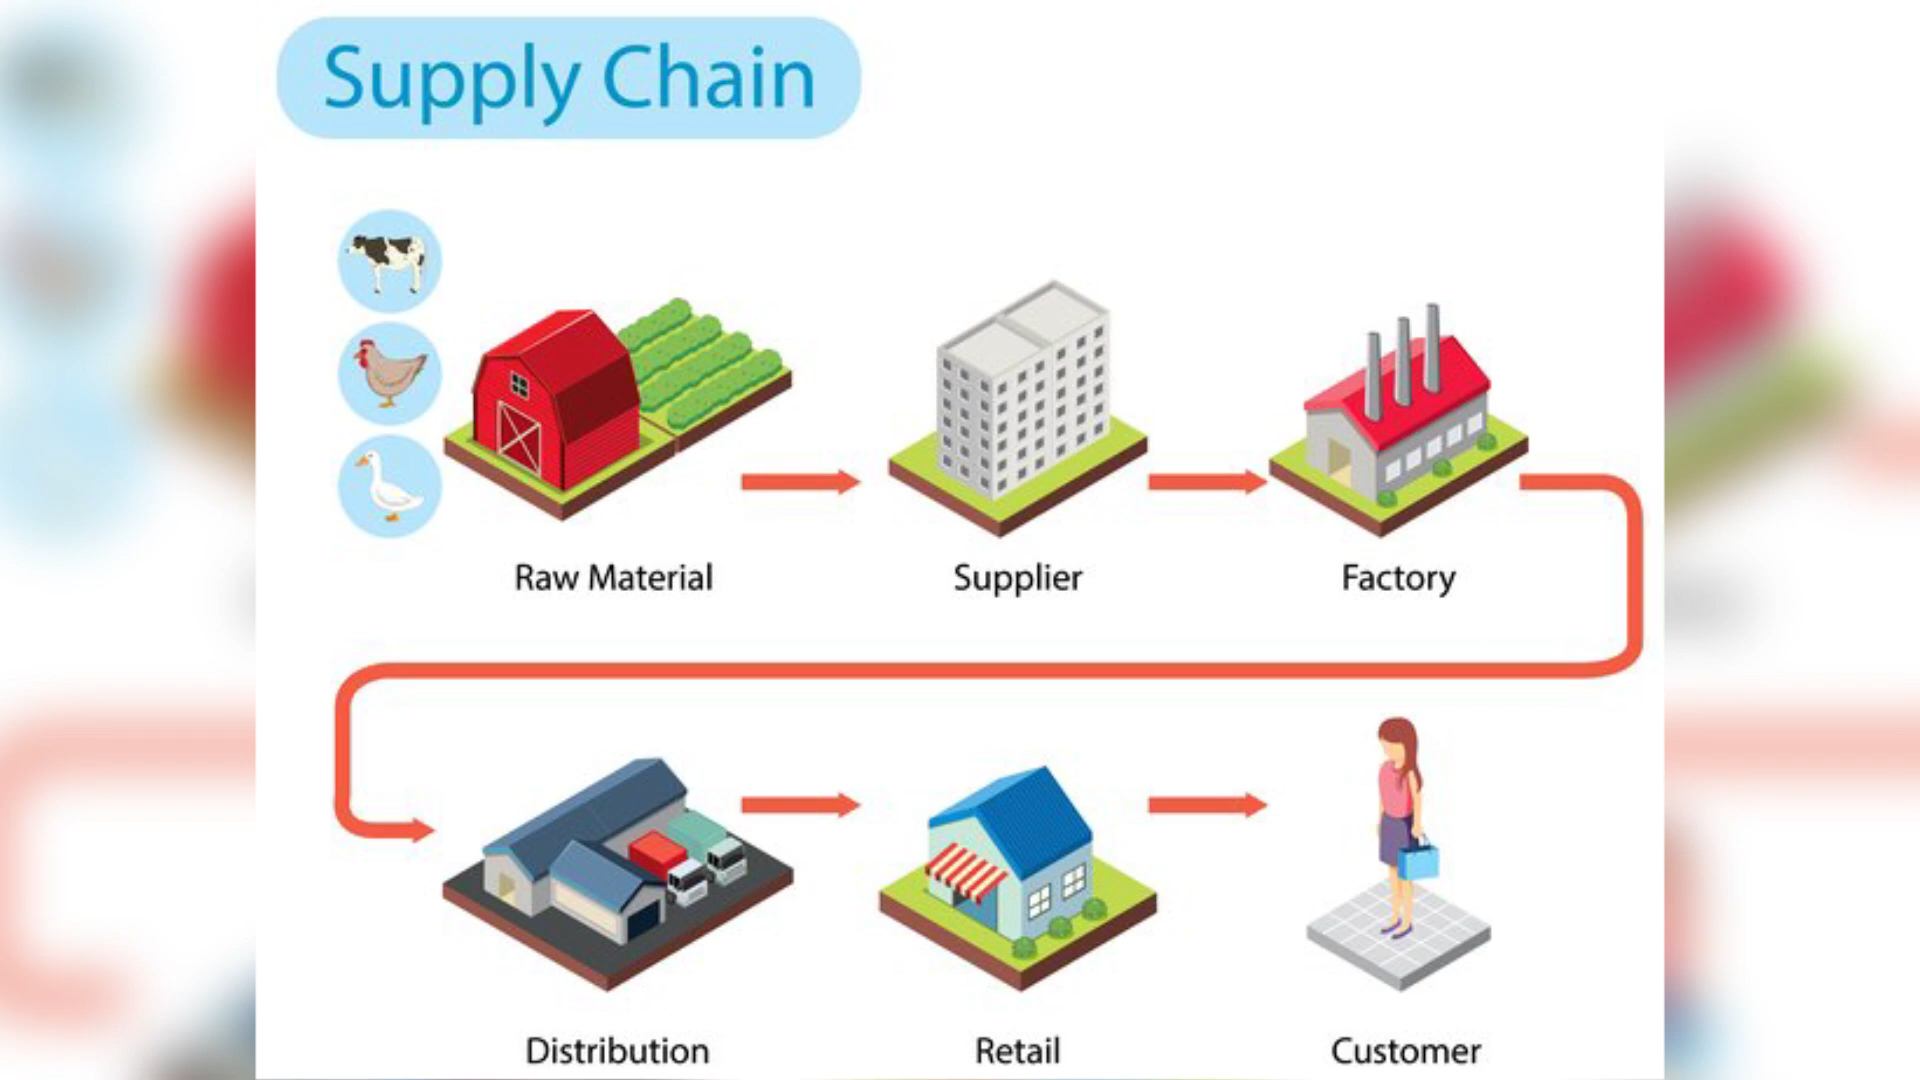 Supply Chain
Raw Material
Supplier
Factory
Distribution
Retail
Customer